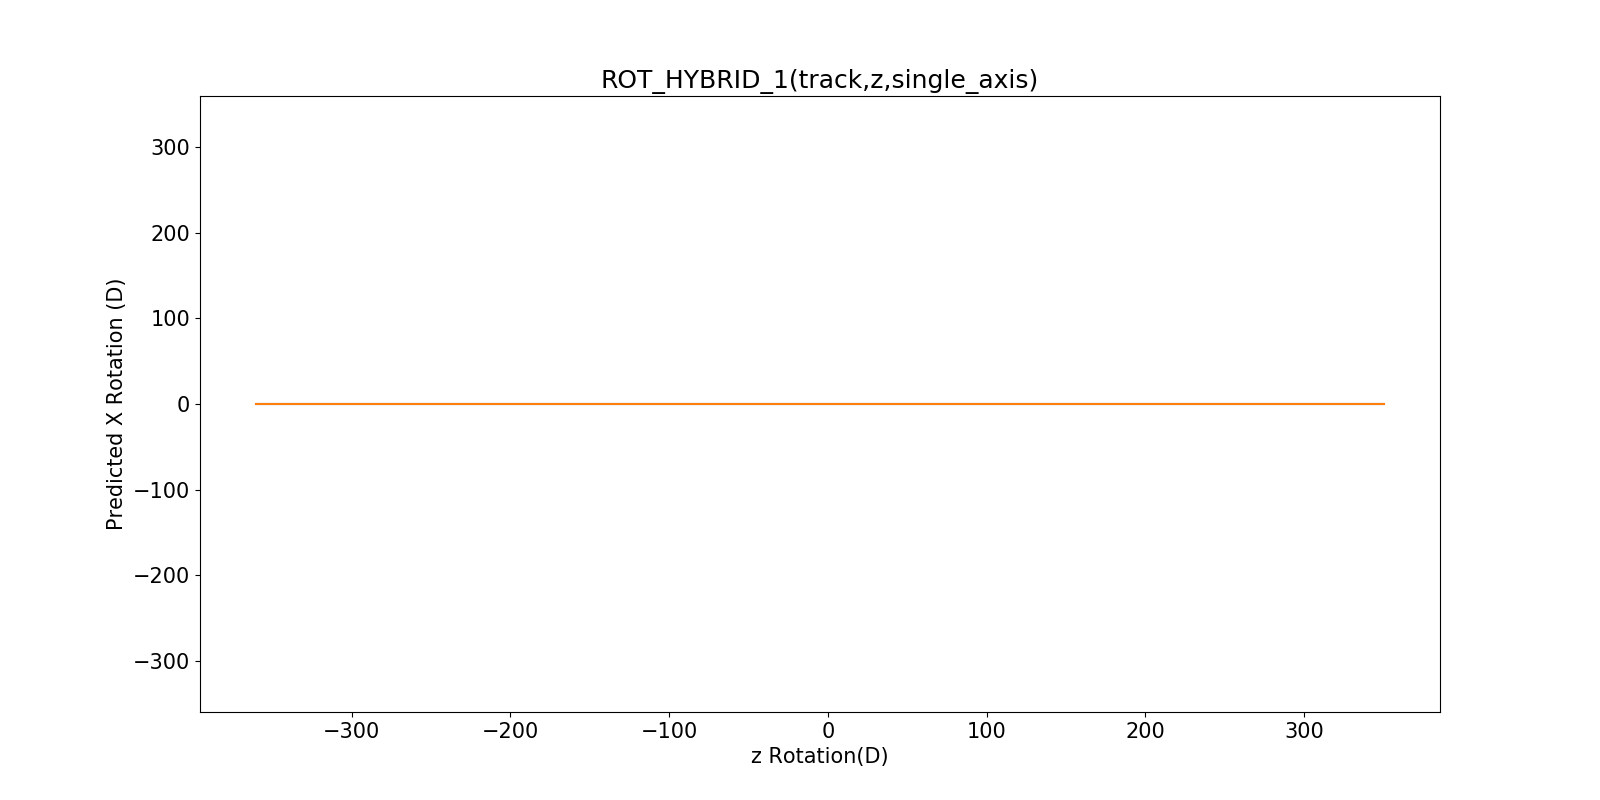 ROT_HYBRID_1(track,z,single_axis)
300
200
100
0
−100
−200
−300
Predicted X Rotation (D)
−300 −200 −100 0 100 200 300
z Rotation(D)